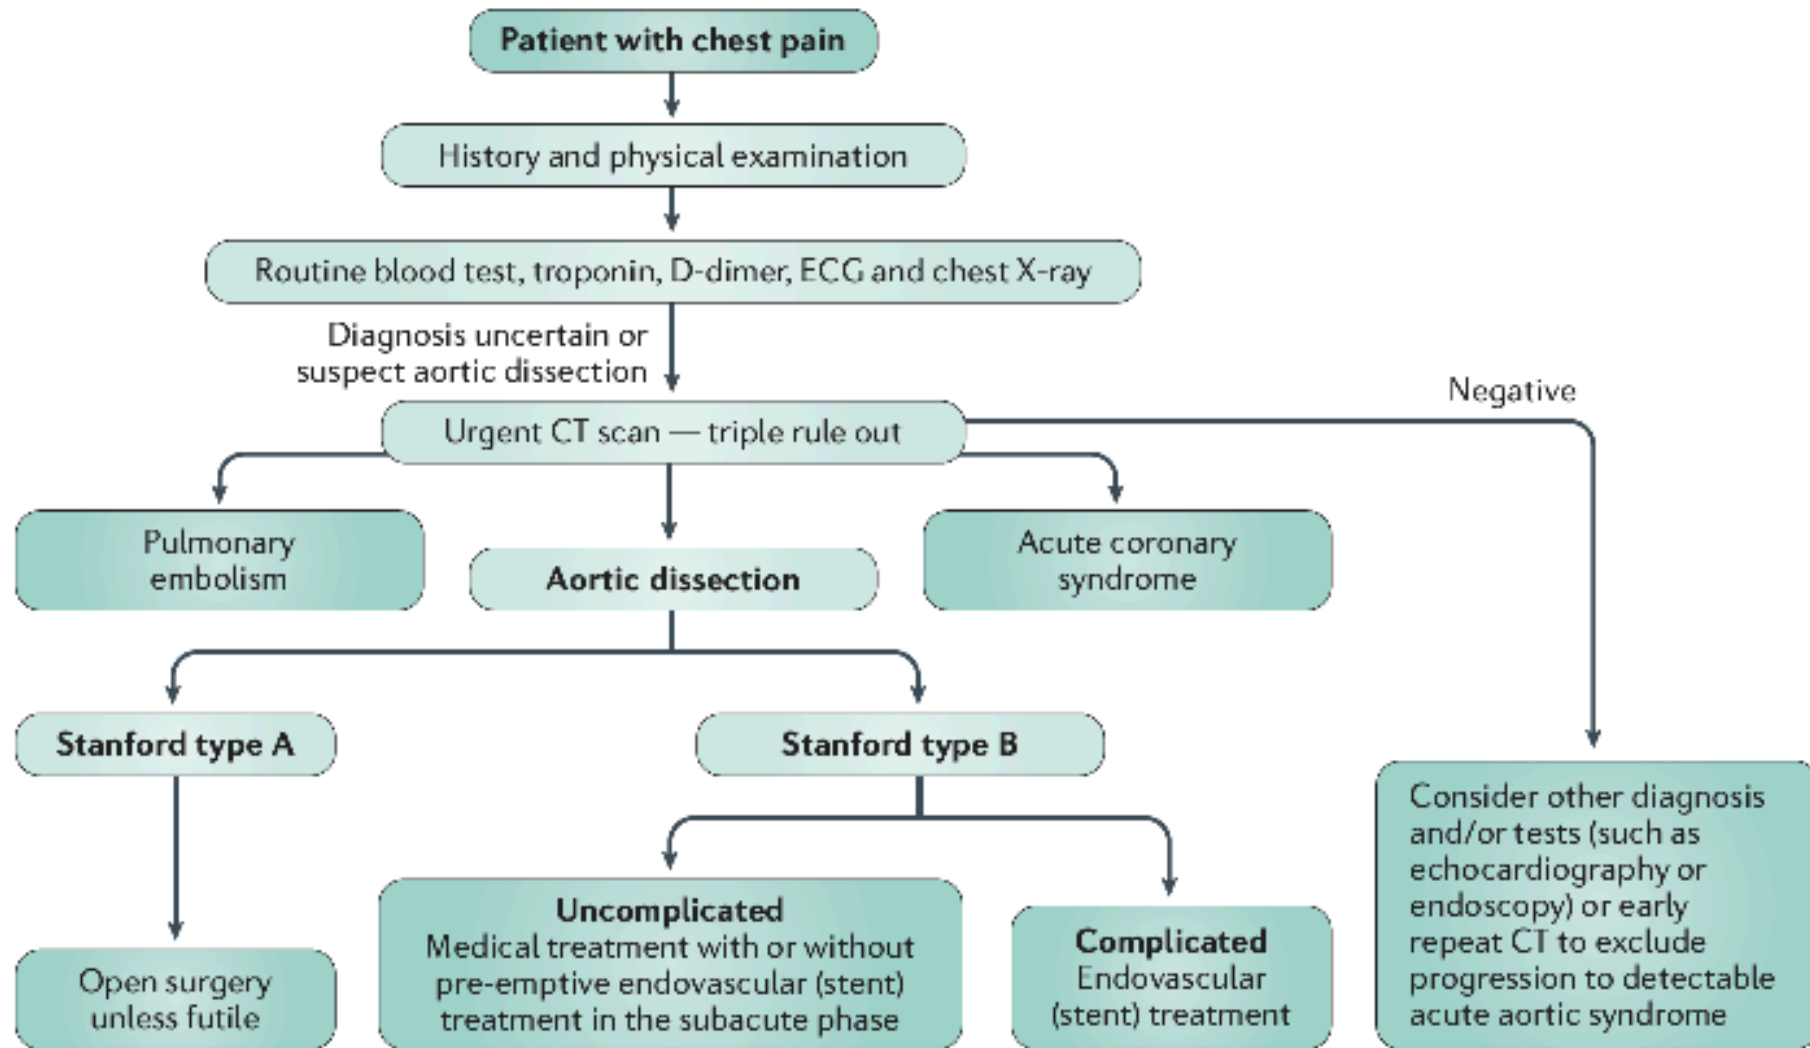 Patient with chest pain
History and physical examination
Routine blood test, troponin, D-dimer, ECG and chest X-ray
Diagnosis uncertain or
suspect aortic dissection
Negative
Urgent CT scan — triple rule out
Pulmonary
embolism
Aortic dissection
Acute coronary
syndrome
Stanford type A
Stanford type B
Open surgery
unless futile
Uncomplicated
Medical treatment with or without
pre-emptive endovascular (stent)
treatment in the subacute phase
Complicated
Endovascular
(stent) treatment
Consider other diagnosis
and/or tests (such as
echocardiography or
endoscopy) or early
repeat CT to exclude
progression to detectable
acute aortic syndrome